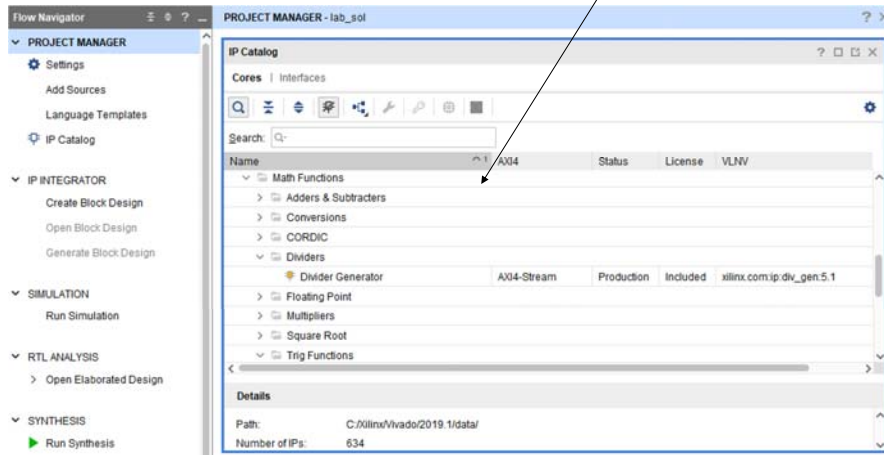 Flow Navigator
PROJECT MANAGER - lab_sol
PROJECT MANAGER
Settings
Add Sources
Language Templates
IP Catalog
IP INTEGRATOR
Create Block Design
Open Block Design
Generate Block Design
SIMULATION
Run Simulation
RTL ANALYSIS
Open Elaborated Design
SYNTHESIS
Run Synthesis
IP Catalog
Cores | Interfaces
Search: Q-
Name ^1 AXI4 Status License VLNV
Math Functions
Adders & Subtracters
Conversions
CORDIC
Dividers
Divider Generator AXI4-Stream Production Included xilinx.com:ip:div_gen:5.1
Floating Point
Multipliers
Square Root
Trig Functions
Details
Path: C:/Xilinx/Vivado/2019.1/data/
Number of IPs: 634